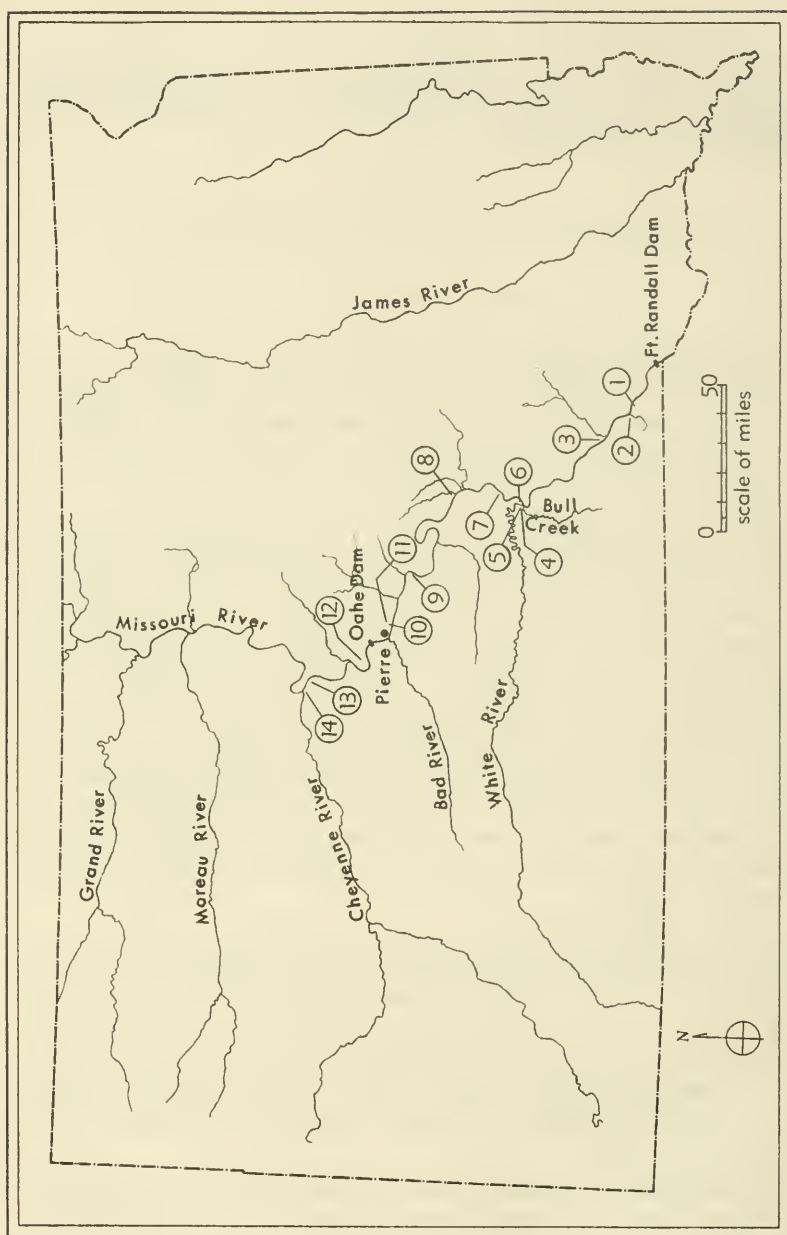 Grand River
Moreau River
Missouri River
Cheyenne River
James River
Oahe Dam
Pierre
Bad River
White River
Bull
Creek
Ft. Randall Dam
1
2
3
4
5
6
7
8
9
10
11
12
13
14
N
0 50
scale of miles